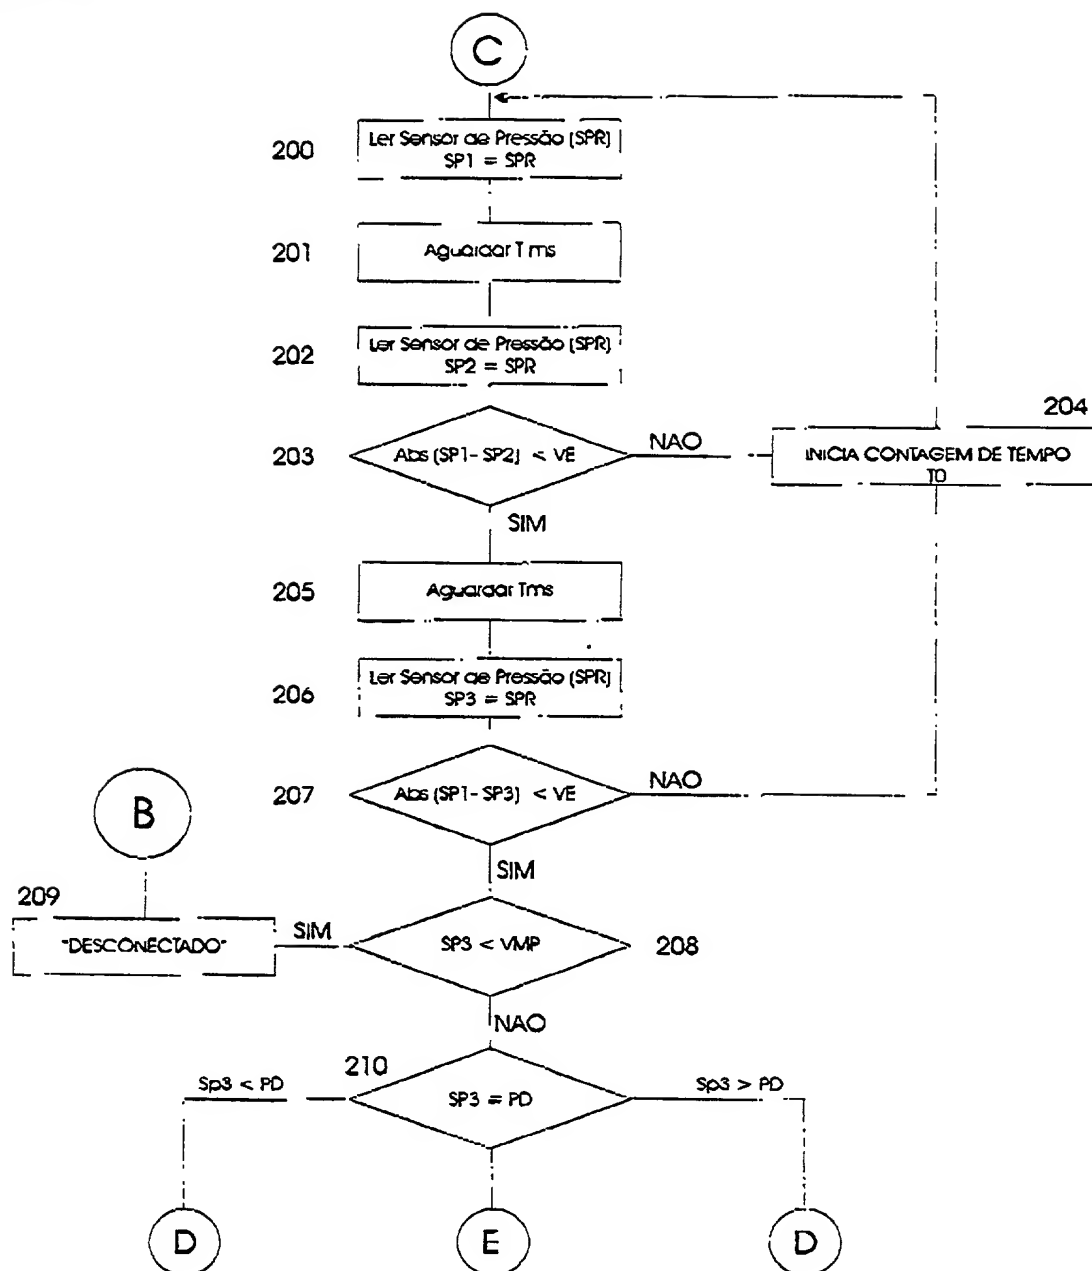 C
200
Ler Sensor de Pressão (SPR)
SP1 = SPR
201
Aguardar T ms
202
Ler Sensor de Pressão (SPR)
SP2 = SPR
204
203
Abs (SP1- SP2) < VE
NAO
INICIA CONTAGEM DE TEMPO
T0
SIM
205
Aguardar Tms
206
Ler Sensor de Pressão (SPR)
SP3 = SPR
207
Abs (SP1- SP3) < VE
NAO
B
SIM
209
"DESCONECTADO"
SIM
SP3 < VMP
208
NAO
210
Sp3 < PD
SP3 = PD
Sp3 > PD
D
E
D